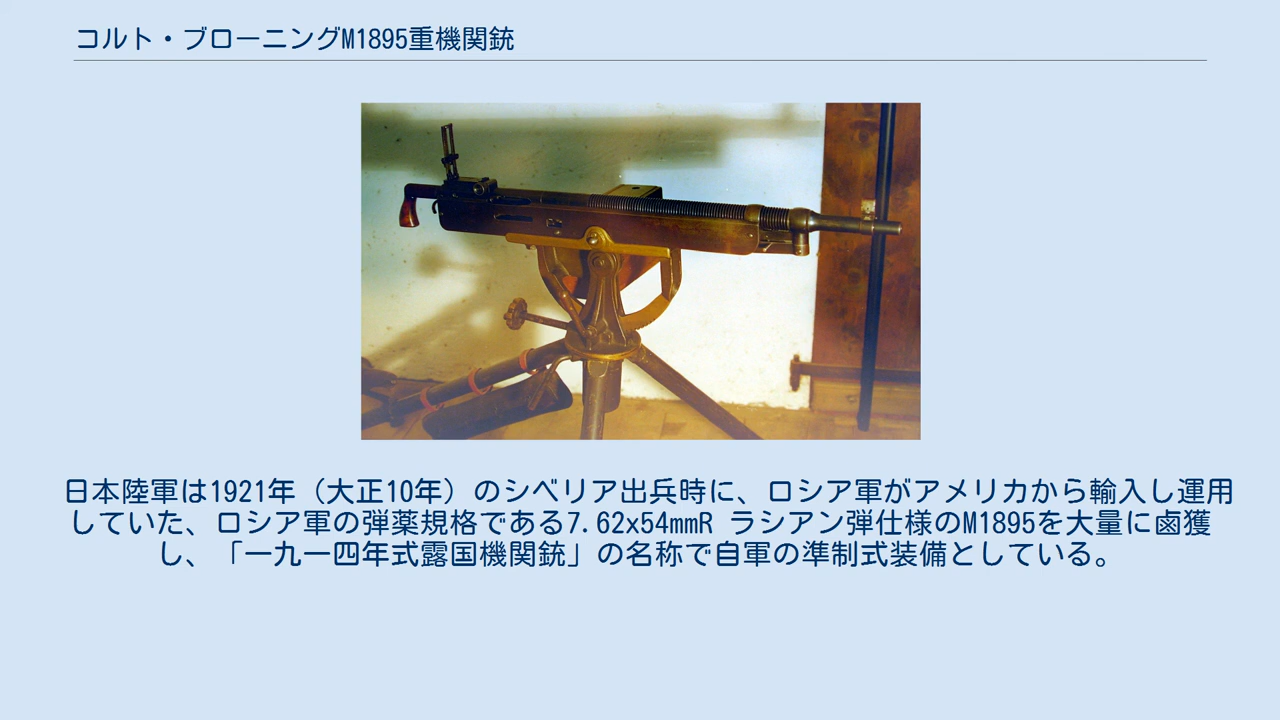 コルト・ブローニングM1895重機関銃
日本陸軍は1921年（大正10年）のシベリア出兵時に、ロシア軍がアメリカから輸入し運用
していた、ロシア軍の弾薬規格である7.62x54mmR ラシアン弾仕様のM1895を大量に鹵獲
し、「一九一四年式露国機関銃」の名称で自軍の準制式装備としている。